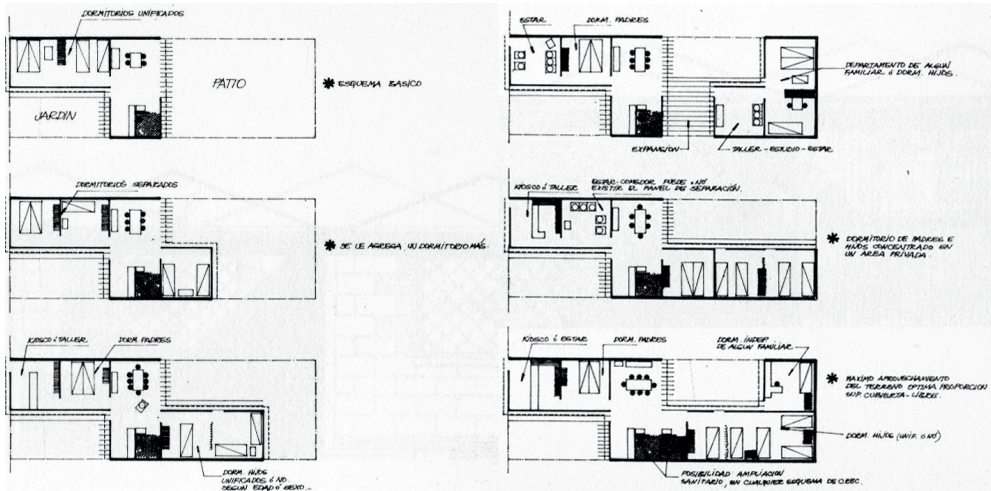 DORMITORIOS UNIFICADOS
PATIO
JARDIN
* ESQUEMA BASICO
DORMITORIOS SEPARADOS
* SE LE AGREGA UN DORMITORIO MÁS.
KIOSCO ó TALLER
DORM. PADRES
DORM. HIJOS
UNIFICADOS ó NO
SEGUN EDAD ó SEXO._
ESTAR
DORM. PADRES
DEPARTAMENTO DE ALGUN
FAMILIAR ó DORM. HIJOS.
EXPANSION
TALLER-ESTUDIO-ESTAR
KIOSCO ó TALLER
ESTAR-COMEDOR PUEDE ó NO
EXISTIR EL PANEL DE SEPARACIÓN.
* DORMITORIO DE PADRES E
HIJOS CONCENTRADO EN
UN AREA PRIVADA.
KIOSCO ó ESTAR
DORM. PADRES
DORM. INDEP.
DE ALGUN FAMILIAR
* MAXIMO APROVECHAMIENTO
DEL TERRENO OPTIMA PROPORCION
SUP. CUBIERTA-LIBRE.
DORM. HIJOS (UNIF. O NO)
POSIBILIDAD AMPLIACION
SANITARIO, EN CUALQUIER ESQUEMA DE CREC.